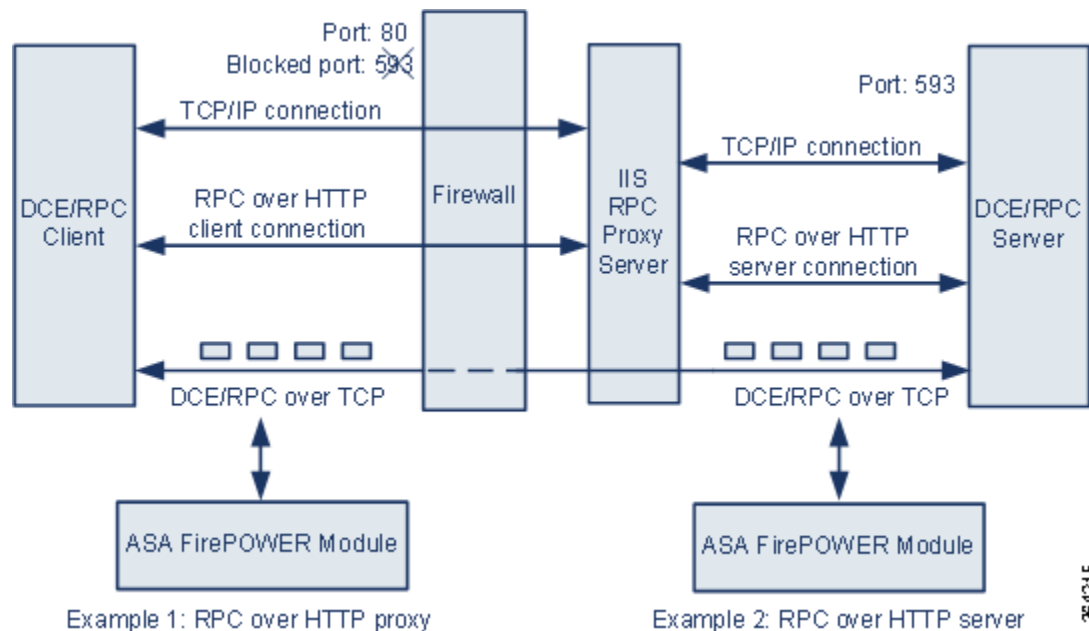 Port: 80
Blocked port: 593
Port: 593
TCP/IP connection
TCP/IP connection
DCE/RPC
Client
RPC over HTTP
client connection
Firewall
IIS
RPC
Proxy
Server
RPC over HTTP
server connection
DCE/RPC
Server
DCE/RPC over TCP
DCE/RPC over TCP
ASA FirePOWER Module
ASA FirePOWER Module
Example 1: RPC over HTTP proxy
Example 2: RPC over HTTP server